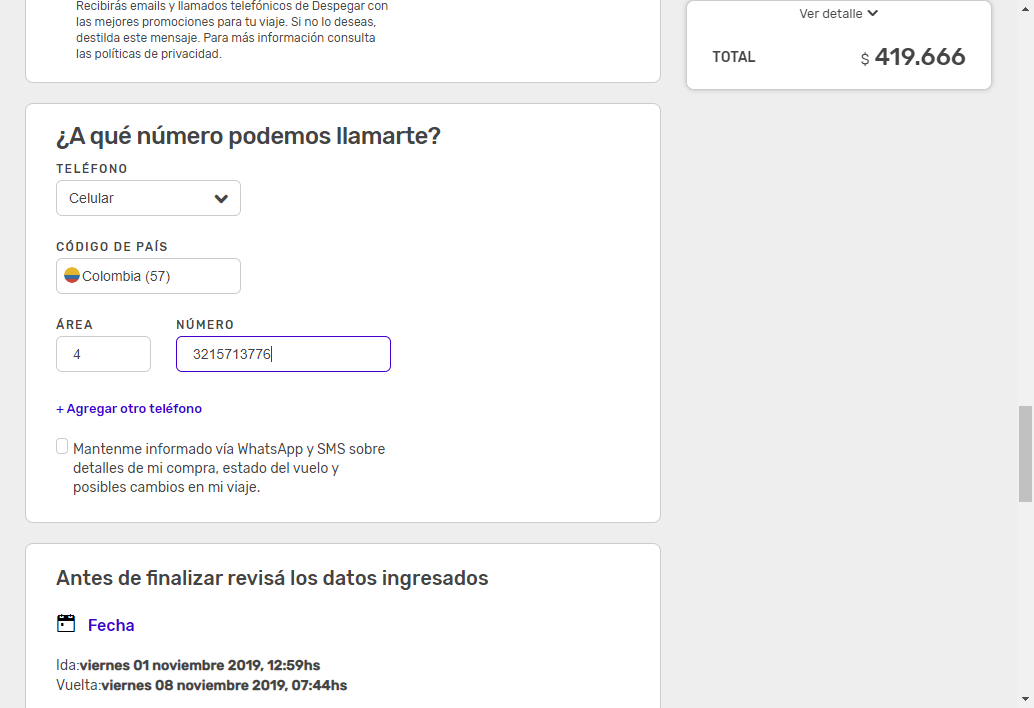 Recibirás emails y llamados telefónicos de Despegar con
las mejores promociones para tu viaje. Si no lo deseas,
destilda este mensaje. Para más información consulta
las políticas de privacidad.
Ver detalle
TOTAL
$ 419.666
¿A qué número podemos llamarte?
TELÉFONO
Celular
CÓDIGO DE PAÍS
Colombia (57)
ÁREA
NÚMERO
4
3215713776
+ Agregar otro teléfono
Mantenme informado vía WhatsApp y SMS sobre
detalles de mi compra, estado del vuelo y
posibles cambios en mi viaje.
Antes de finalizar revisá los datos ingresados
Fecha
Ida:viernes 01 noviembre 2019, 12:59hs
Vuelta:viernes 08 noviembre 2019, 07:44hs